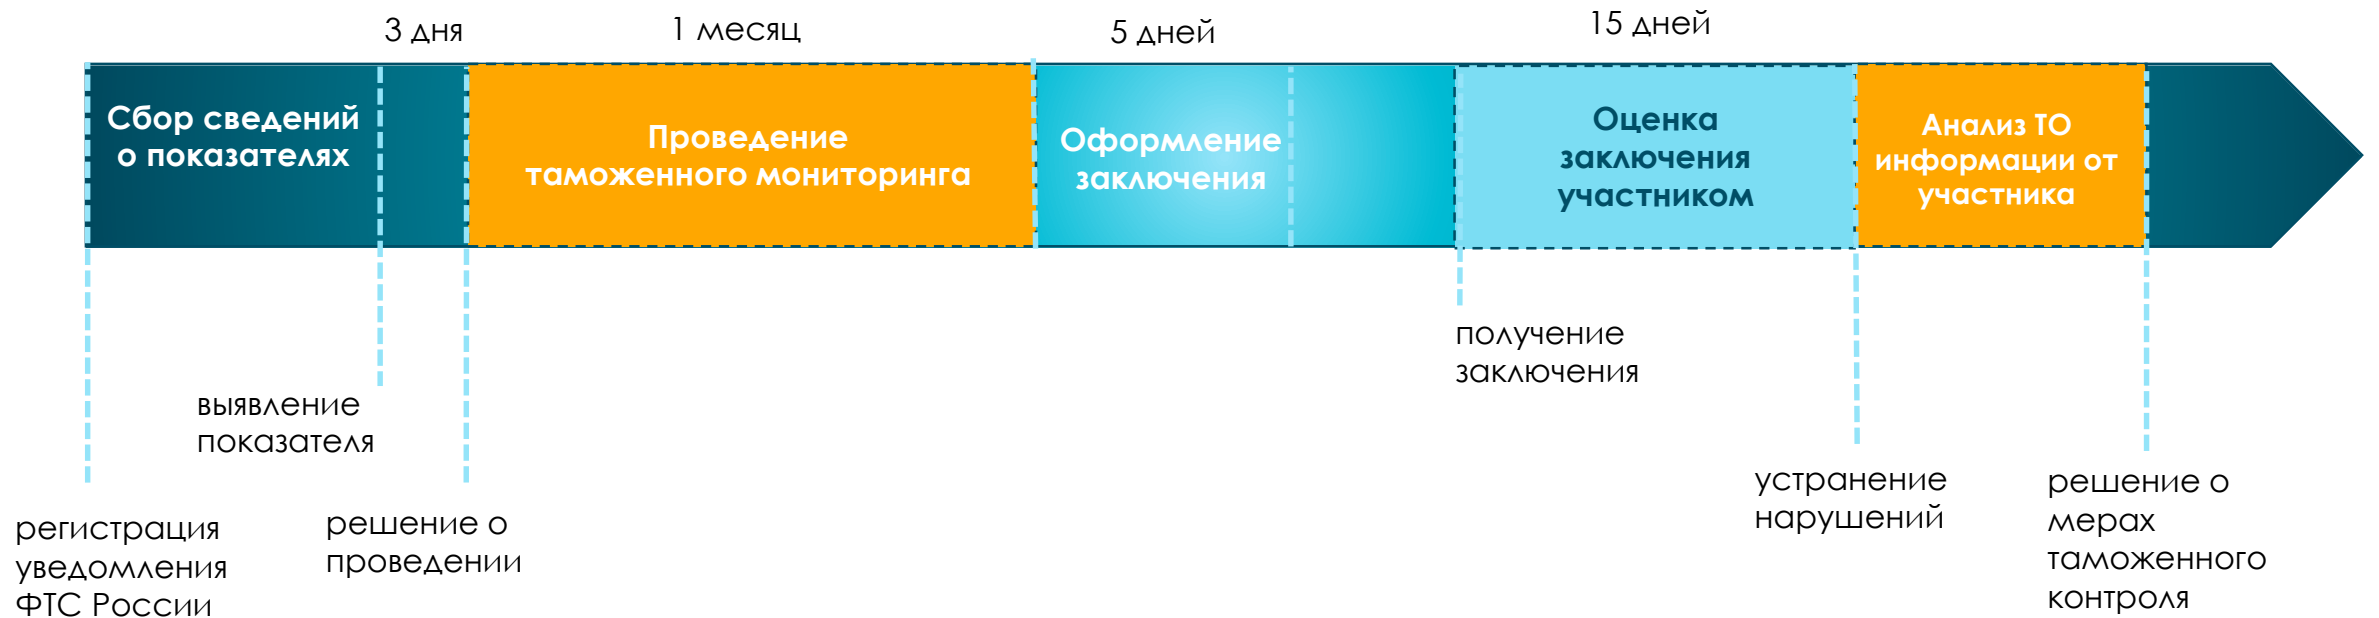 3 дня
1 месяц
5 дней
15 дней
Сбор сведений
о показателях
Проведение
таможенного мониторинга
Оформление
заключения
Оценка
заключения
участником
Анализ ТО
информации от
участника
получение
заключения
выявление
показателя
устранение
нарушений
решение о
мерах
таможенного
контроля
регистрация
уведомления
ФТС России
решение о
проведении